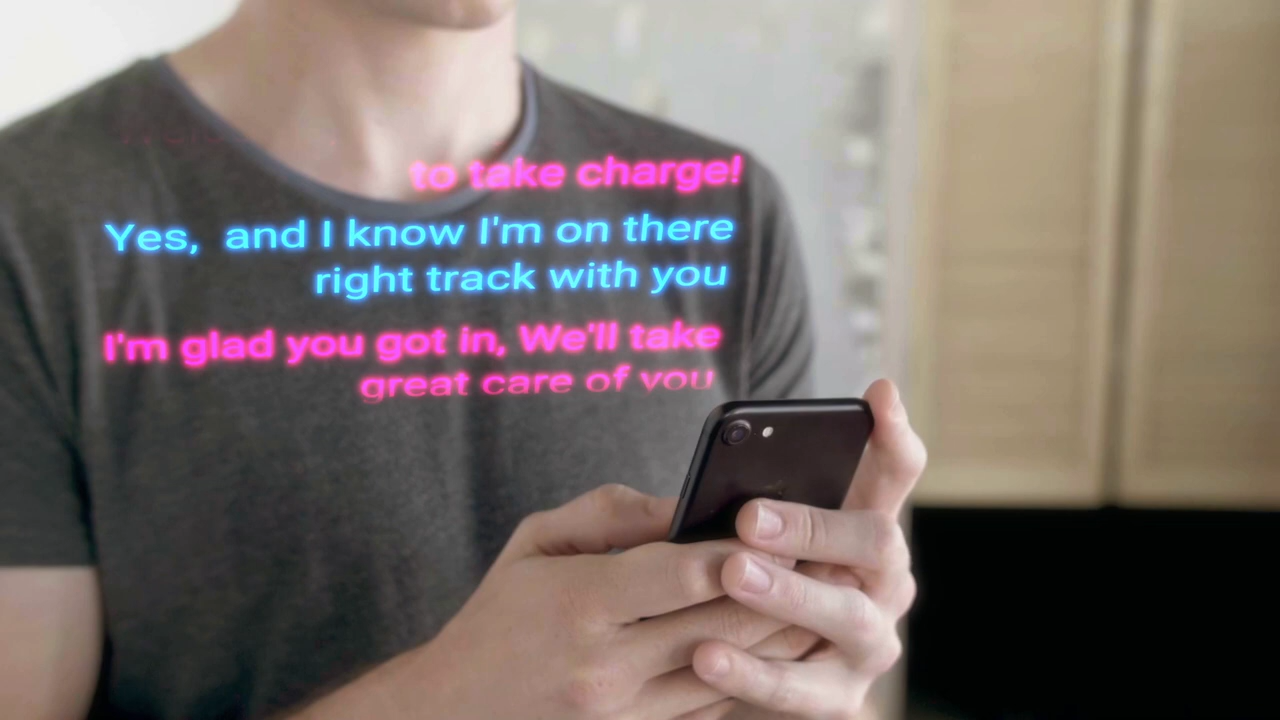 to take charge!
Yes, and I know I'm on there
right track with you
I'm glad you got in, We'll take
great care of you